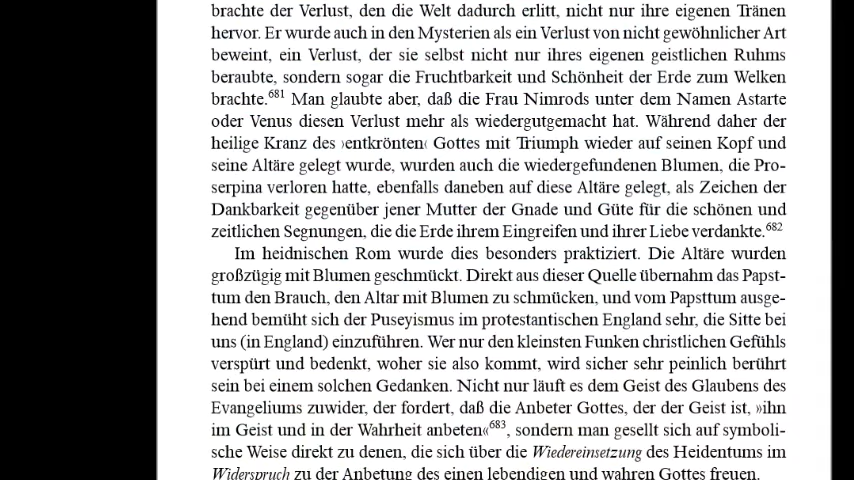 brachte der Verlust, den die Welt dadurch erlitt, nicht nur ihre eigenen Tränen
hervor. Er wurde auch in den Mysterien als ein Verlust von nicht gewöhnlicher Art
beweint, ein Verlust, der sie selbst nicht nur ihres eigenen geistlichen Ruhms
beraubte, sondern sogar die Fruchtbarkeit und Schönheit der Erde zum Welken
brachte.681 Man glaubte aber, daß die Frau Nimrods unter dem Namen Astarte
oder Venus diesen Verlust mehr als wiedergutgemacht hat. Während daher der
heilige Kranz des ›entkrönten‹ Gottes mit Triumph wieder auf seinen Kopf und
seine Altäre gelegt wurde, wurden auch die wiedergefundenen Blumen, die Pro-
serpina verloren hatte, ebenfalls daneben auf diese Altäre gelegt, als Zeichen der
Dankbarkeit gegenüber jener Mutter der Gnade und Güte für die schönen und
zeitlichen Segnungen, die die Erde ihrem Eingreifen und ihrer Liebe verdankte.682
Im heidnischen Rom wurde dies besonders praktiziert. Die Altäre wurden
großzügig mit Blumen geschmückt. Direkt aus dieser Quelle übernahm das Papst-
tum den Brauch, den Altar mit Blumen zu schmücken, und vom Papsttum ausge-
hend bemüht sich der Puseyismus im protestantischen England sehr, die Sitte bei
uns (in England) einzuführen. Wer nur den kleinsten Funken christlichen Gefühls
verspürt und bedenkt, woher sie also kommt, wird sicher sehr peinlich berührt
sein bei einem solchen Gedanken. Nicht nur läuft es dem Geist des Glaubens des
Evangeliums zuwider, der fordert, daß die Anbeter Gottes, der der Geist ist, »ihn
im Geist und in der Wahrheit anbeten«683, sondern man gesellt sich auf symboli-
sche Weise direkt zu denen, die sich über die Wiedereinsetzung des Heidentums im
Widerspruch zu der Anbetung des einen lebendigen und wahren Gottes freuen.